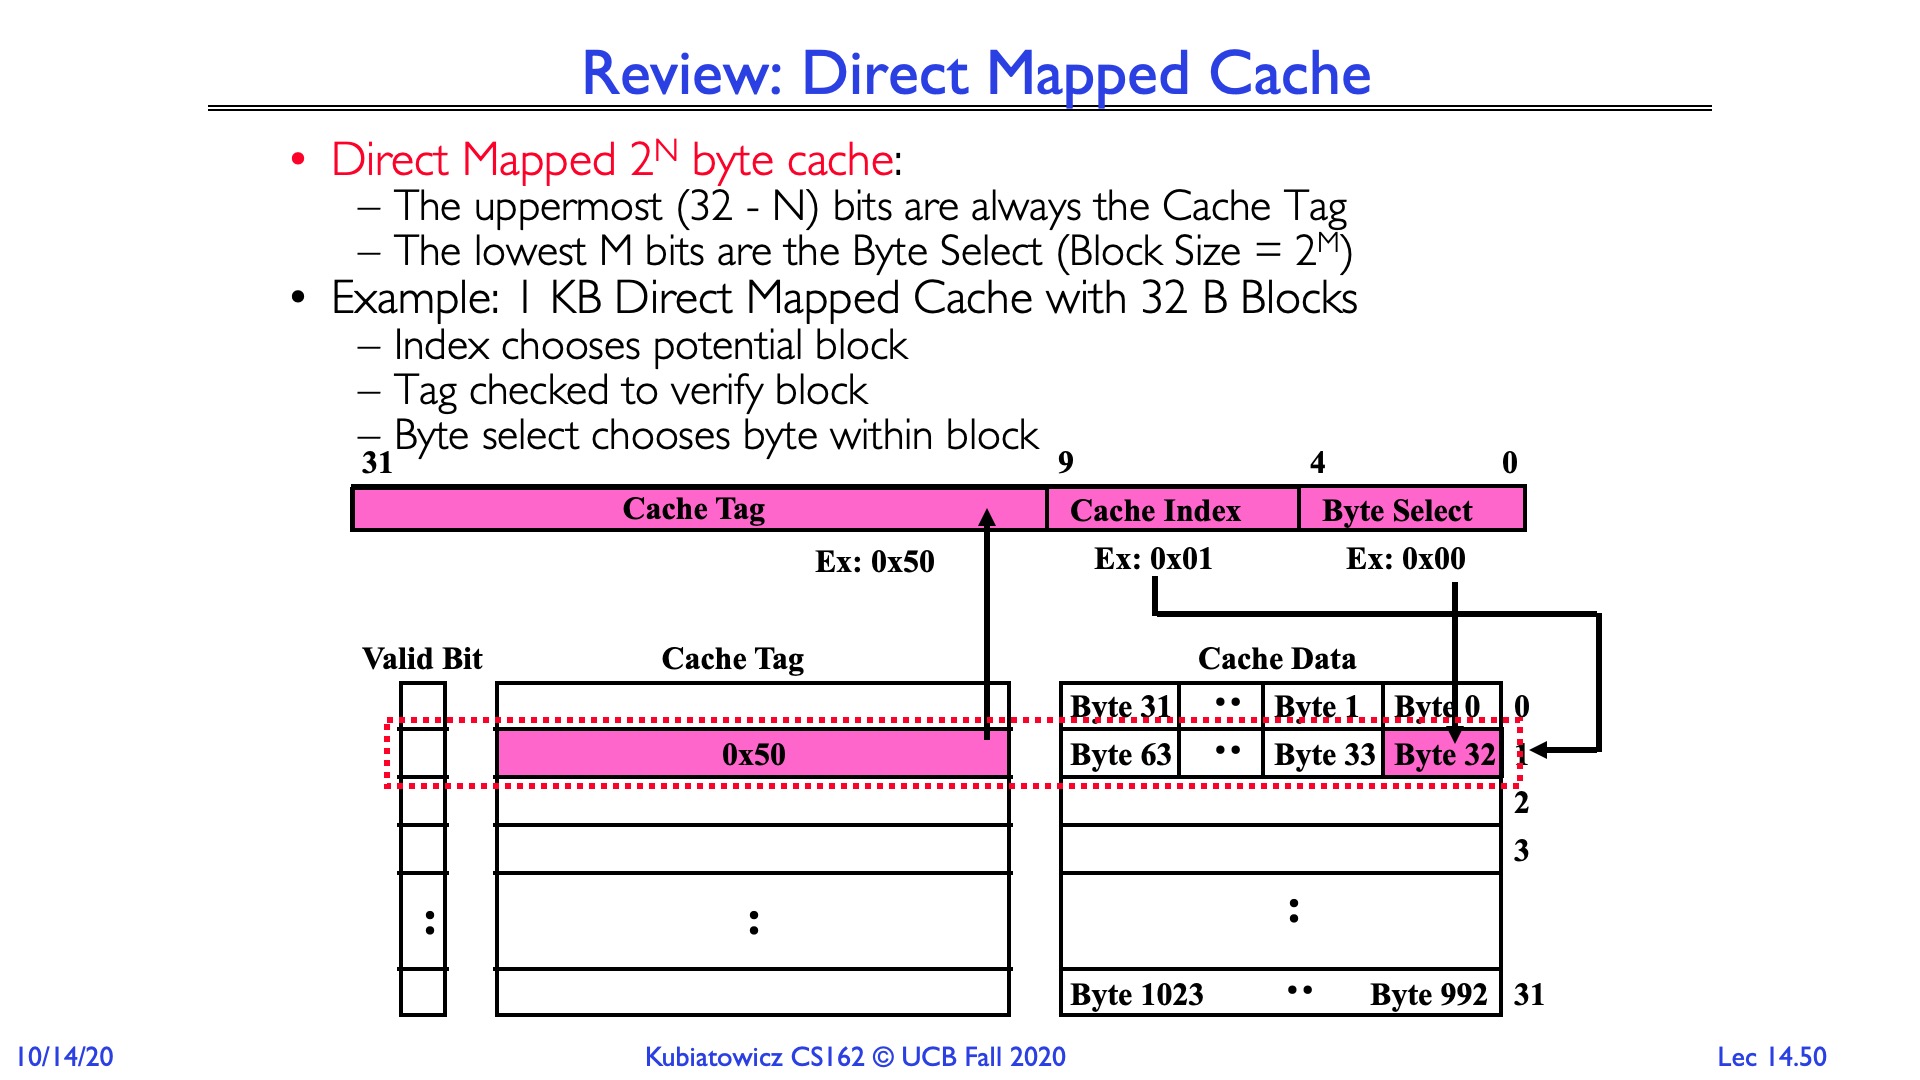 Review: Direct Mapped Cache
• Direct Mapped 2^N byte cache:
– The uppermost (32 - N) bits are always the Cache Tag
– The lowest M bits are the Byte Select (Block Size = 2^M)
• Example: 1 KB Direct Mapped Cache with 32 B Blocks
– Index chooses potential block
– Tag checked to verify block
– Byte select chooses byte within block
31 9 4 0
Cache Tag Cache Index Byte Select
Ex: 0x50 Ex: 0x01 Ex: 0x00
Valid Bit Cache Tag Cache Data
Byte 31 ·· Byte 1 Byte 0 0
0x50 Byte 63 ·· Byte 33 Byte 32 1
2
3
: : :
Byte 1023 ·· Byte 992 31
10/14/20 Kubiatowicz CS162 © UCB Fall 2020 Lec 14.50